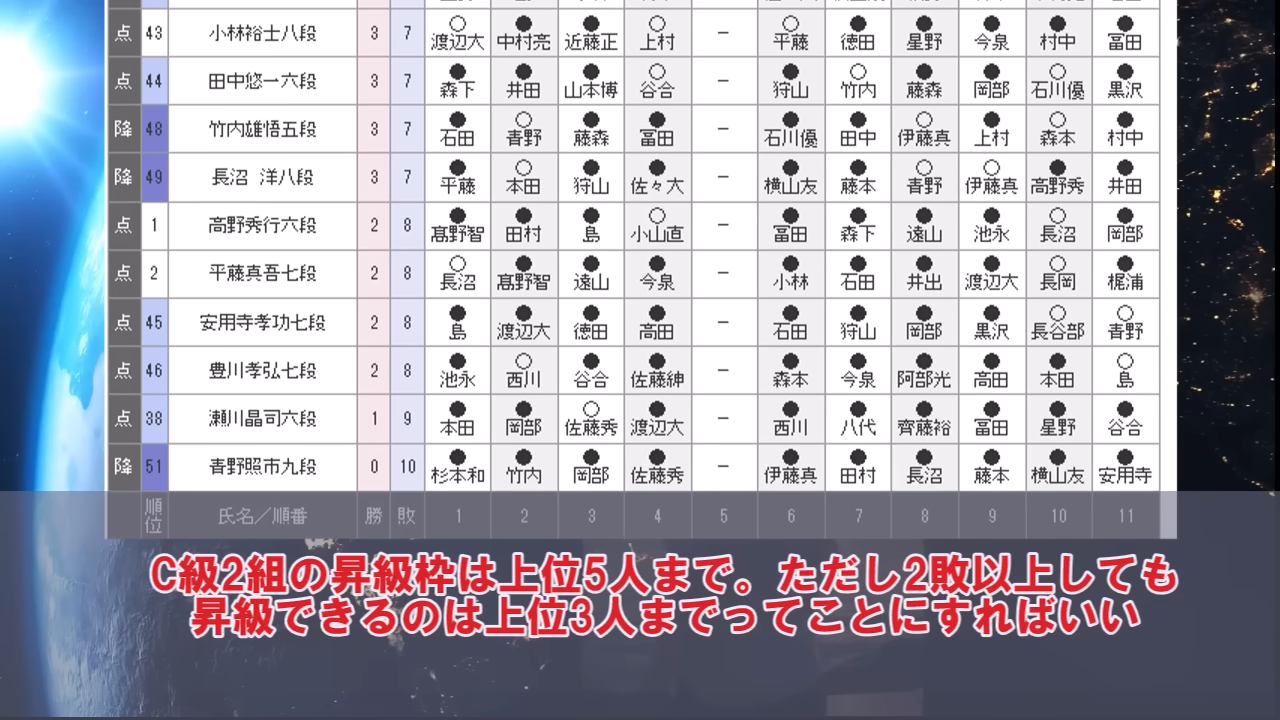 点 43 小林裕士八段 3 7 ○渡辺大 ●中村亮 ●近藤正 ○上村 － ○平藤 ●徳田 ●星野 ●今泉 ●村中 ●冨田
点 44 田中悠一六段 3 7 ●森下 ●井田 ●山本博 ○谷合 － ●狩山 ○竹内 ●藤森 ●岡部 ○石川優 ●黒沢
降 48 竹内雄悟五段 3 7 ●石田 ○青野 ●藤森 ●冨田 － ●石川優 ●田中 ○伊藤真 ●上村 ○森本 ●村中
降 49 長沼 洋八段 3 7 ●平藤 ○本田 ●狩山 ●佐々大 － ●横山友 ●藤本 ○青野 ○伊藤真 ●高野秀 ●井田
点 1 高野秀行六段 2 8 ●髙野智 ●田村 ●島 ○小山直 － ●冨田 ●森下 ●遠山 ●池永 ○長沼 ●岡部
点 2 平藤真吾七段 2 8 ○長沼 ●髙野智 ●遠山 ●今泉 － ●小林 ●石田 ●井出 ●渡辺大 ○長岡 ●梶浦
点 45 安用寺孝功七段 2 8 ●島 ●渡辺大 ●徳田 ●高田 － ●石田 ●狩山 ●岡部 ●黒沢 ○長谷部 ○青野
点 46 豊川孝弘七段 2 8 ●池永 ○西川 ●谷合 ●佐藤紳 － ●森本 ●今泉 ●阿部光 ●高田 ●本田 ○島
点 38 瀬川晶司六段 1 9 ●本田 ●岡部 ○佐藤秀 ●渡辺大 － ●西川 ●八代 ●齊藤裕 ●冨田 ●星野 ●谷合
降 51 青野照市九段 0 10 ●杉本和 ●竹内 ●岡部 ●佐藤秀 － ●伊藤真 ●田村 ●長沼 ●藤本 ●横山友 ●安用寺
順位 氏名／順番 勝 敗 1 2 3 4 5 6 7 8 9 10 11
C級2組の昇級枠は上位5人まで。ただし2敗以上しても
昇級できるのは上位3人までってことにすればいい